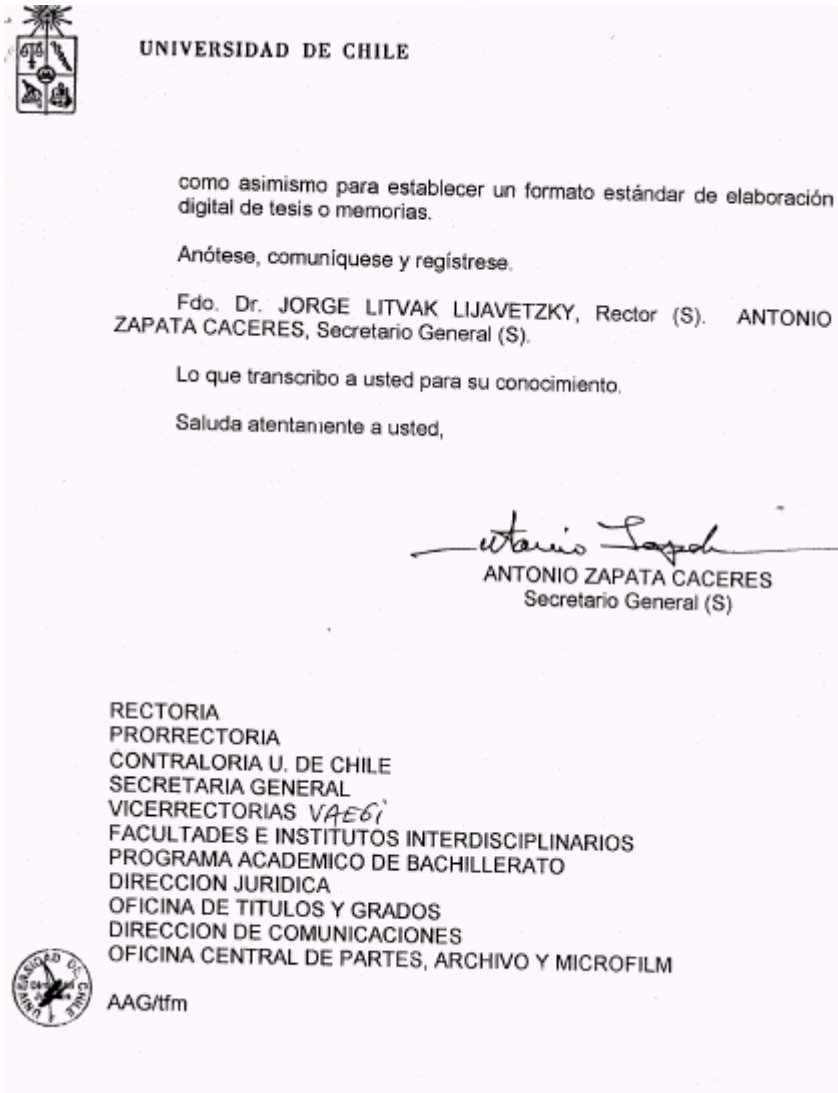 UNIVERSIDAD DE CHILE
como asimismo para establecer un formato estándar de elaboración
digital de tesis o memorias.
Anótese, comuníquese y regístrese.
Fdo. Dr. JORGE LITVAK LIJAVETZKY, Rector (S). ANTONIO
ZAPATA CACERES, Secretario General (S).
Lo que transcribo a usted para su conocimiento.
Saluda atentamente a usted,
ANTONIO ZAPATA CACERES
Secretario General (S)
RECTORIA
PRORRECTORIA
CONTRALORIA U. DE CHILE
SECRETARIA GENERAL
VICERRECTORIAS VAEGi
FACULTADES E INSTITUTOS INTERDISCIPLINARIOS
PROGRAMA ACADEMICO DE BACHILLERATO
DIRECCION JURIDICA
OFICINA DE TITULOS Y GRADOS
DIRECCION DE COMUNICACIONES
OFICINA CENTRAL DE PARTES, ARCHIVO Y MICROFILM
UNIVERSIDAD DE CHILE
AAG/tfm